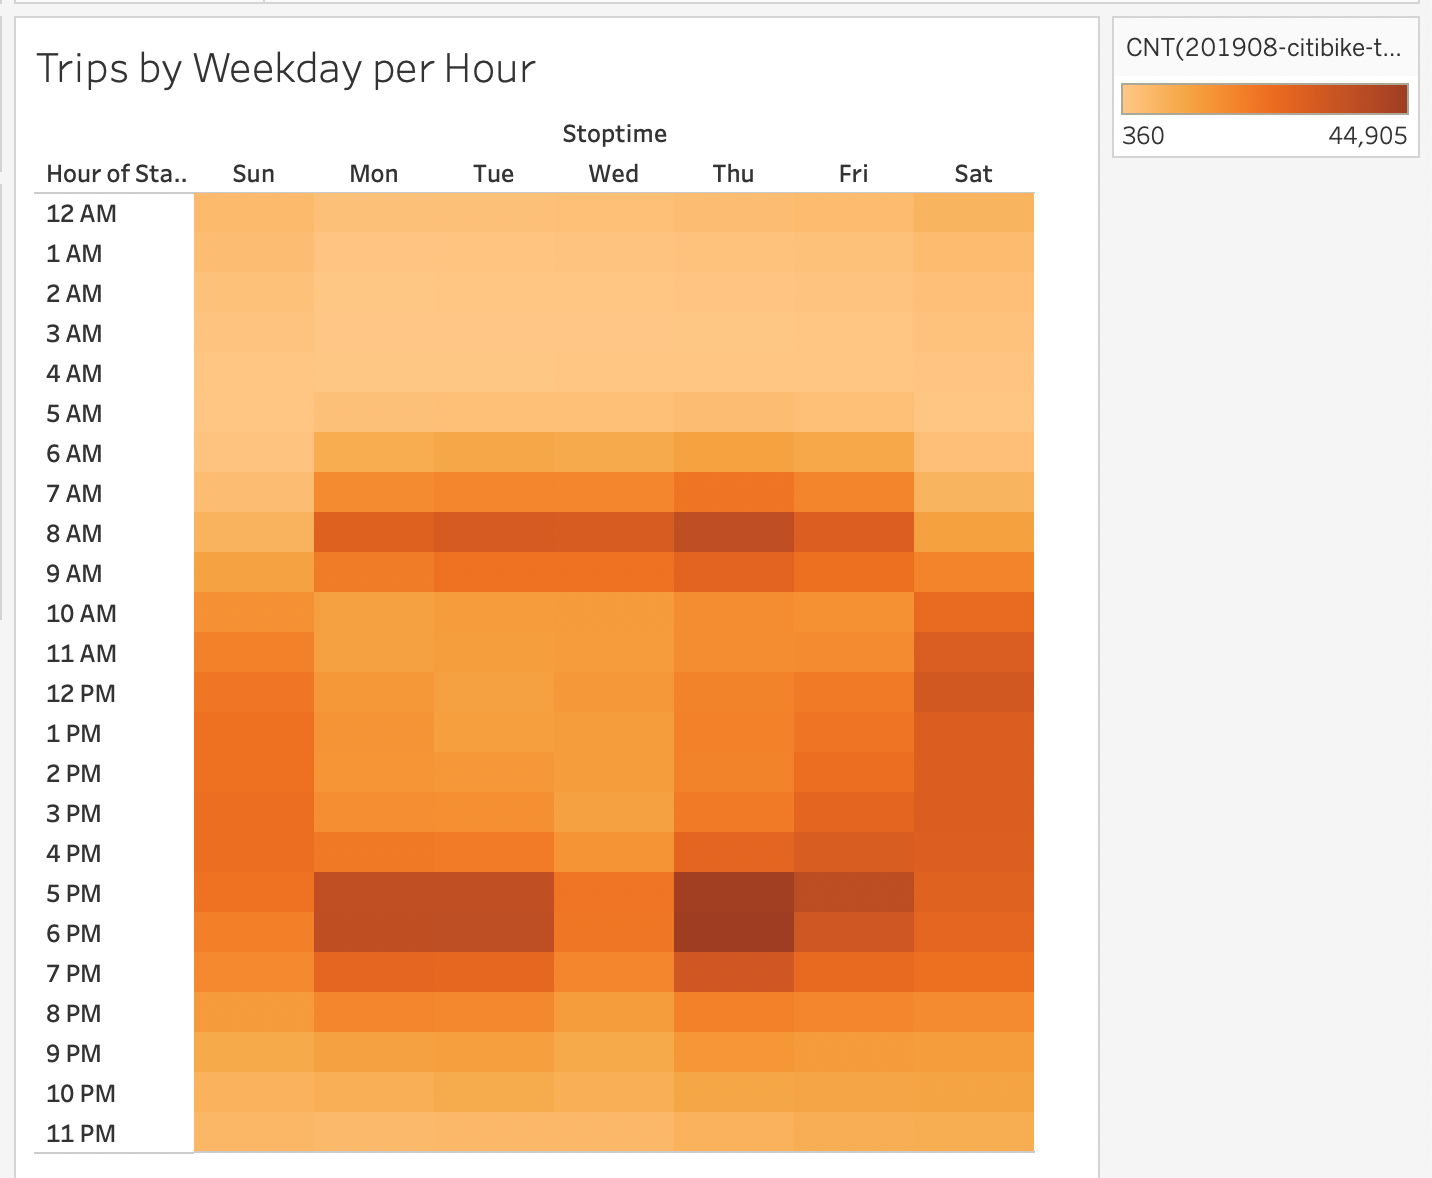 Trips by Weekday per Hour
Stoptime
Hour of Sta.. Sun Mon Tue Wed Thu Fri Sat
12 AM
1 AM
2 AM
3 AM
4 AM
5 AM
6 AM
7 AM
8 AM
9 AM
10 AM
11 AM
12 PM
1 PM
2 PM
3 PM
4 PM
5 PM
6 PM
7 PM
8 PM
9 PM
10 PM
11 PM
CNT(201908-citibike-t...
360 44,905